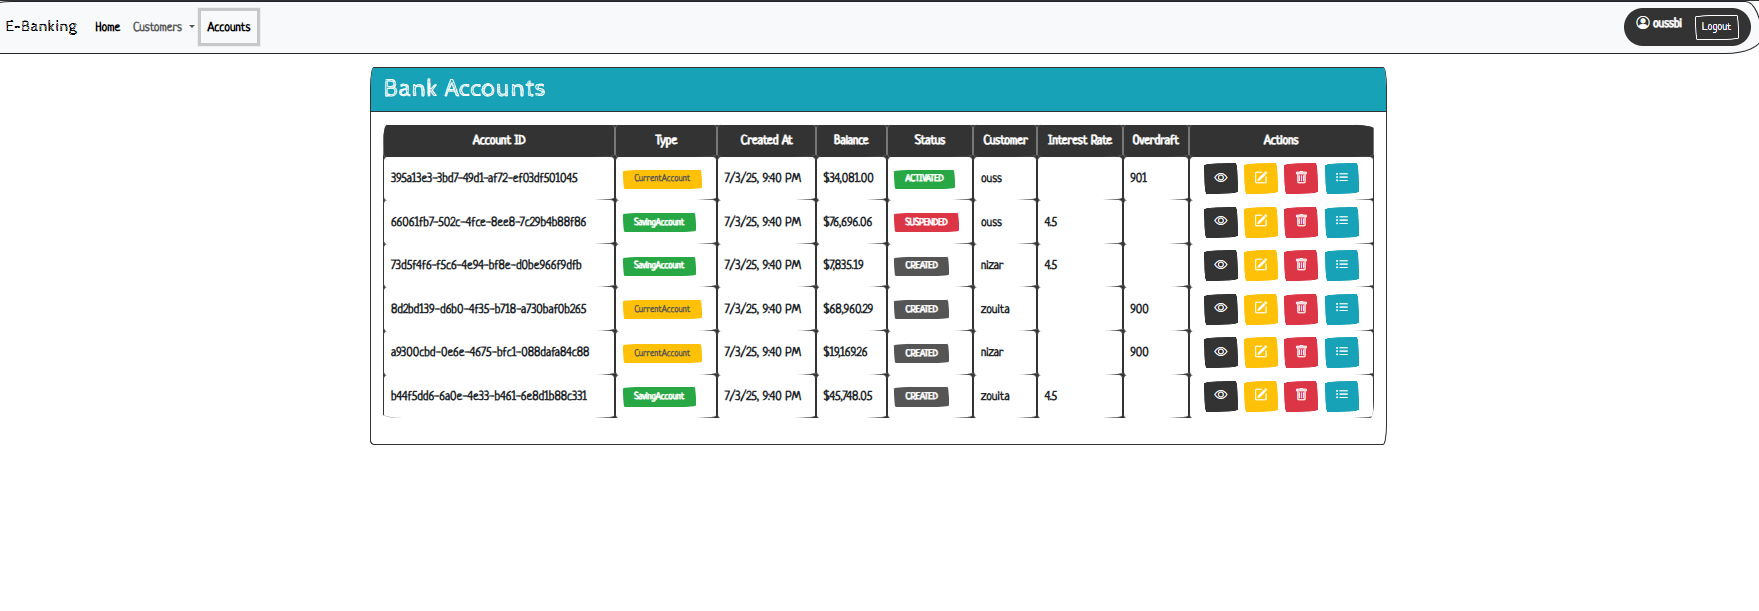 E-Banking Home Customers Accounts oussbi Logout
Bank Accounts
Account ID Type Created At Balance Status Customer Interest Rate Overdraft Actions
395a13e3-3bd7-49d1-af72-ef03df501045 CurrentAccount 7/3/25, 9:40 PM $34,081.00 ACTIVATED ouss 901
66061fb7-502c-4fce-8ee8-7c29b4b88f86 SavingAccount 7/3/25, 9:40 PM $76,696.06 SUSPENDED ouss 4.5
73d5f4f6-f5c6-4e94-bf8e-d0be966f9dfb SavingAccount 7/3/25, 9:40 PM $7,835.19 CREATED nizar 4.5
8d2bd139-d6b0-4f35-b718-a730baf0b265 CurrentAccount 7/3/25, 9:40 PM $68,960.29 CREATED zouita 900
a9300cbd-0e6e-4675-bfc1-088dafa84c88 CurrentAccount 7/3/25, 9:40 PM $19,169.26 CREATED nizar 900
b44f5dd6-6a0e-4e33-b461-6e8d1b88c331 SavingAccount 7/3/25, 9:40 PM $45,748.05 CREATED zouita 4.5